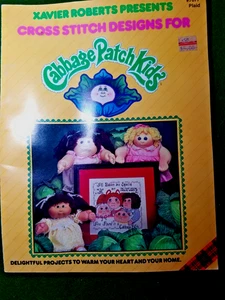 XAVIER ROBERTS PRESENTS
CROSS STITCH DESIGNS FOR
Cabbage Patch Kids
DELIGHTFUL PROJECTS TO WARM YOUR HEART AND YOUR HOME.